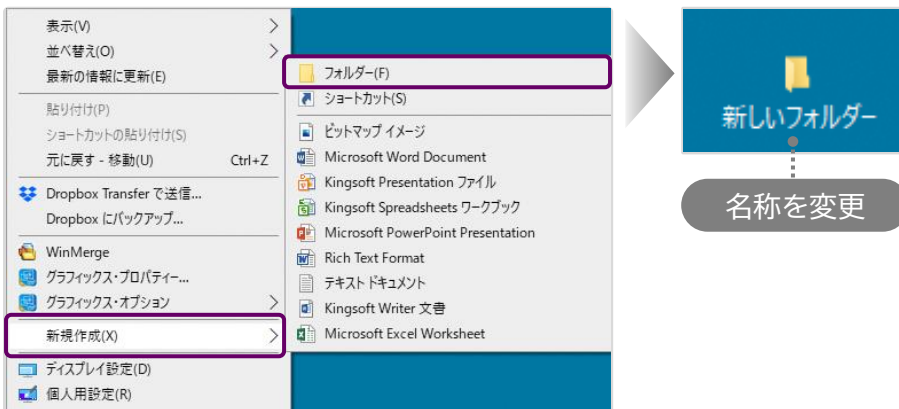 表示(V)
並べ替え(O)
最新の情報に更新(E)
貼り付け(P)
ショートカットの貼り付け(S)
元に戻す - 移動(U) Ctrl+Z
Dropbox Transfer で送信...
Dropbox にバックアップ...
WinMerge
グラフィックス・プロパティー...
グラフィックス・オプション
新規作成(X)
ディスプレイ設定(D)
個人用設定(R)
フォルダー(F)
ショートカット(S)
ビットマップ イメージ
Microsoft Word Document
Kingsoft Presentation ファイル
Kingsoft Spreadsheets ワークブック
Microsoft PowerPoint Presentation
Rich Text Format
テキスト ドキュメント
Kingsoft Writer 文書
Microsoft Excel Worksheet
新しいフォルダー
名称を変更